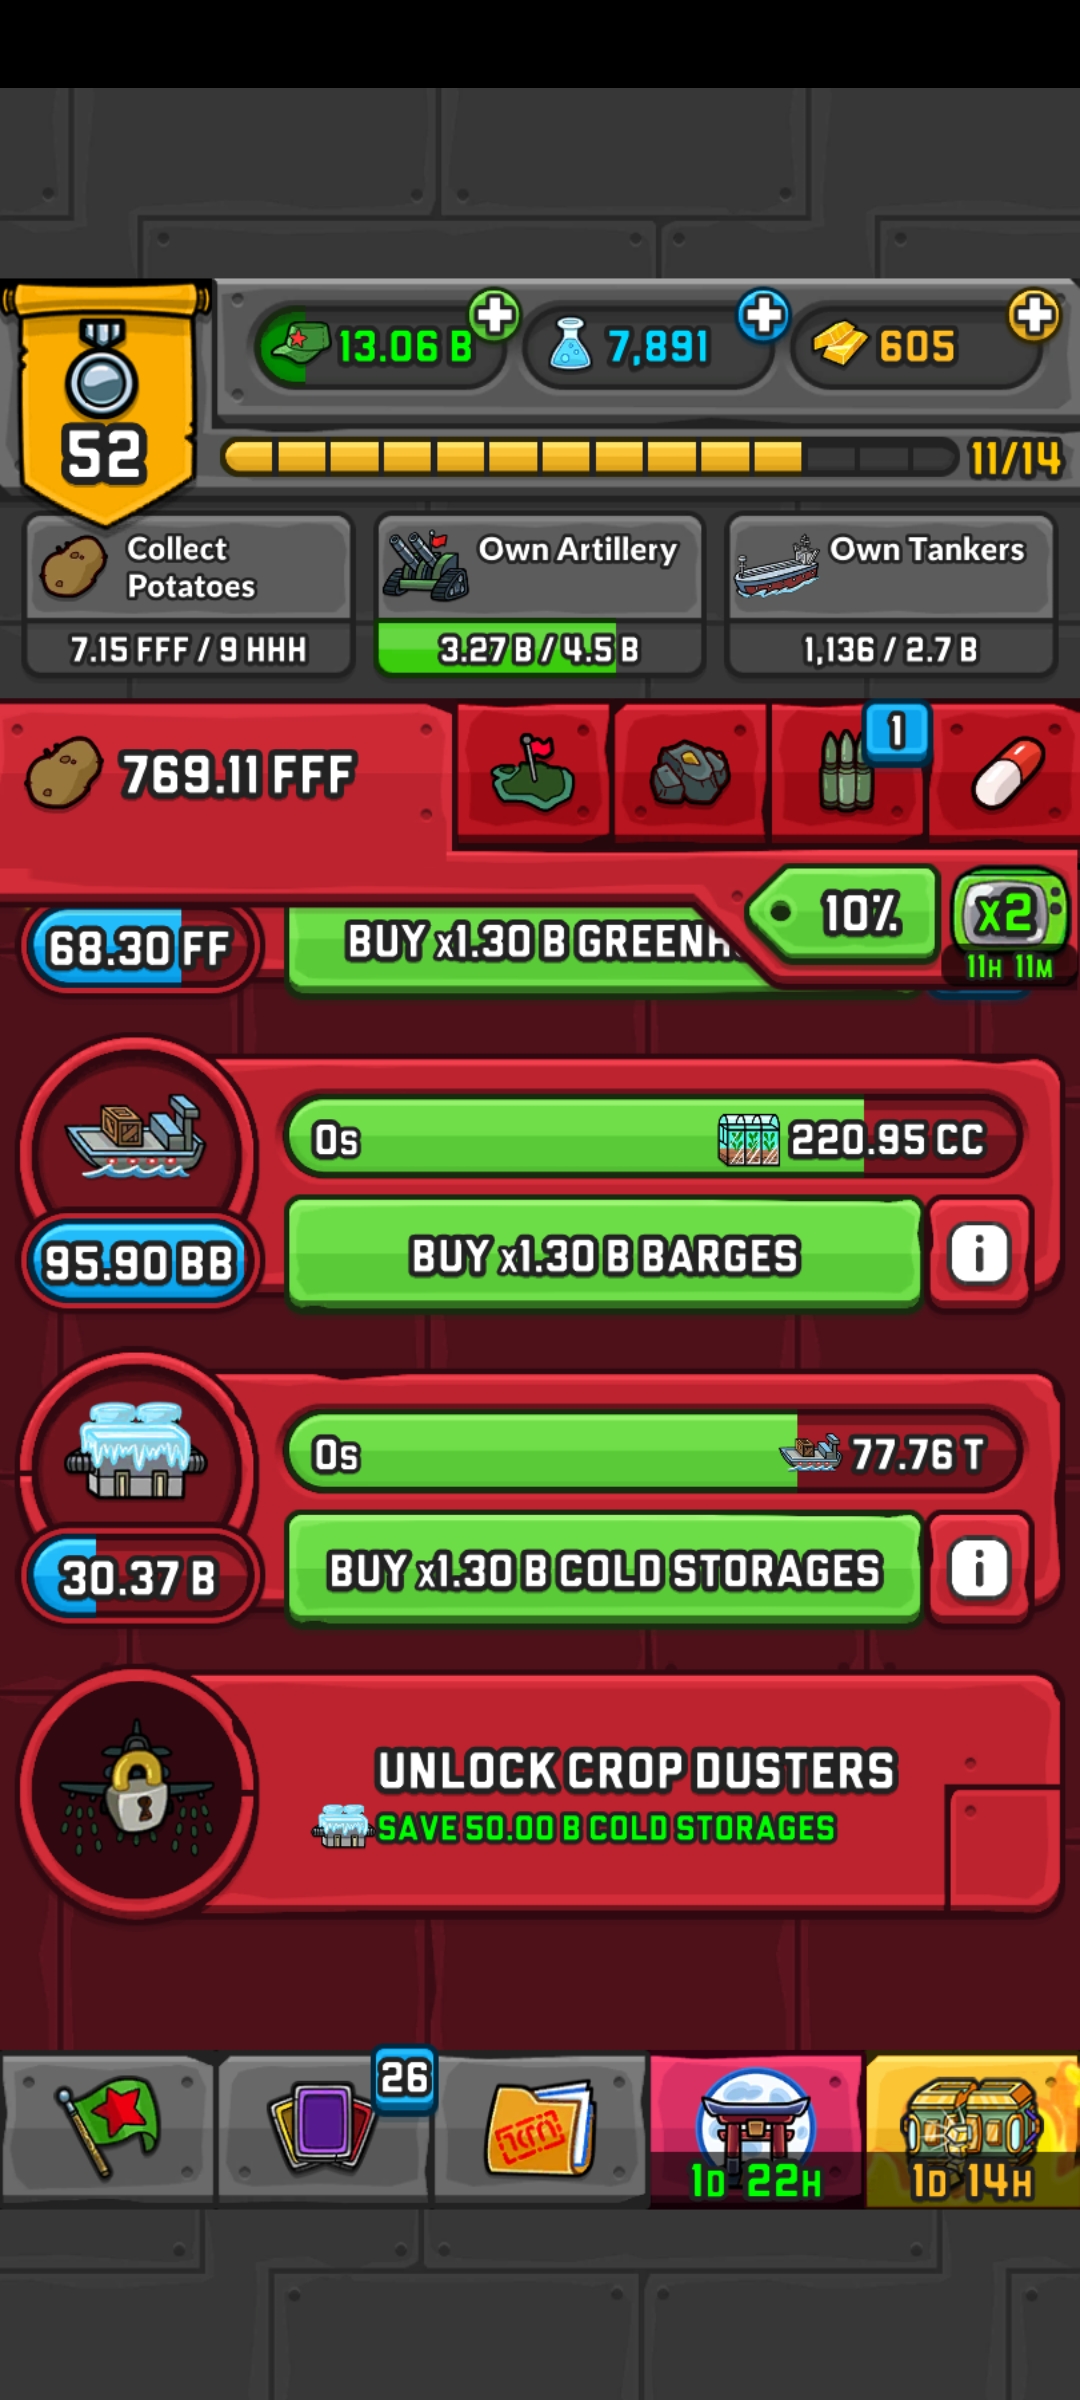 13.06 B
7,891
605
52
11/14
Collect
Potatoes
7.15 FFF / 9 HHH
Own Artillery
3.27 B / 4.5 B
Own Tankers
1,136 / 2.7 B
769.11 FFF
1
10%
x2
11H 11M
68.30 FF
BUY x1.30 B GREENH
0s
220.95 CC
95.90 BB
BUY x1.30 B BARGES
i
0s
77.76 T
30.37 B
BUY x1.30 B COLD STORAGES
i
UNLOCK CROP DUSTERS
SAVE 50.00 B COLD STORAGES
26
1D 22H
1D 14H